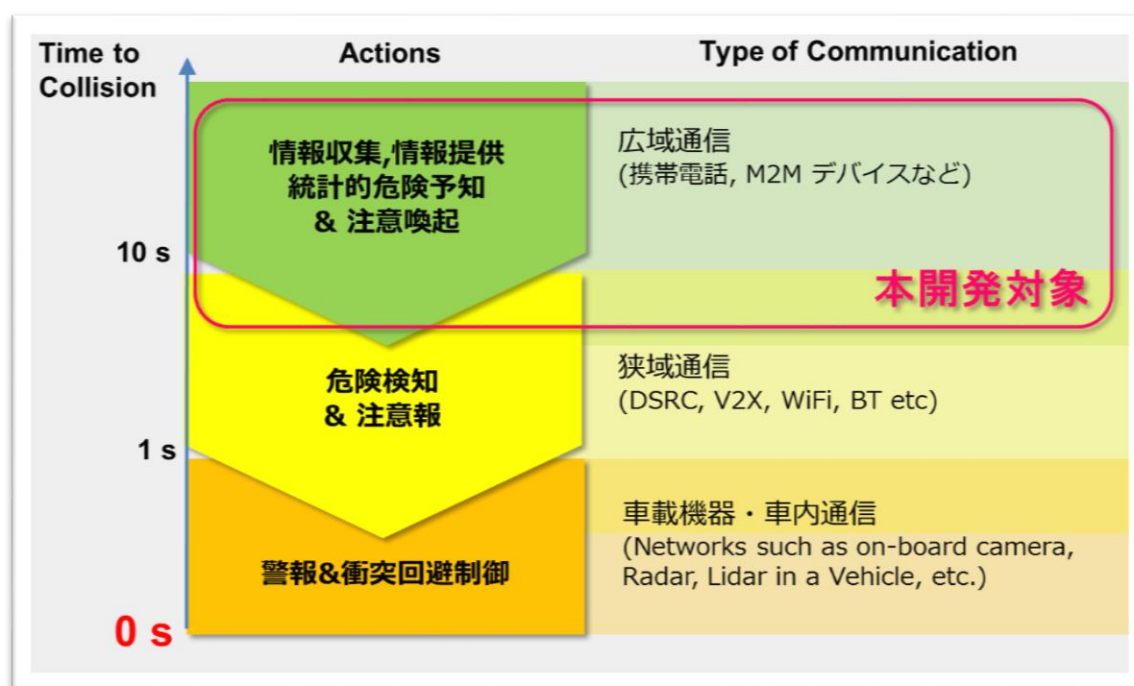 Time to
Collision
Actions
Type of Communication
情報収集,情報提供
統計的危険予知
& 注意喚起
広域通信
(携帯電話, M2M デバイスなど)
10 s
本開発対象
危険検知
& 注意報
狭域通信
(DSRC, V2X, WiFi, BT etc)
1 s
警報&衝突回避制御
車載機器・車内通信
(Networks such as on-board camera,
Radar, Lidar in a Vehicle, etc.)
0 s